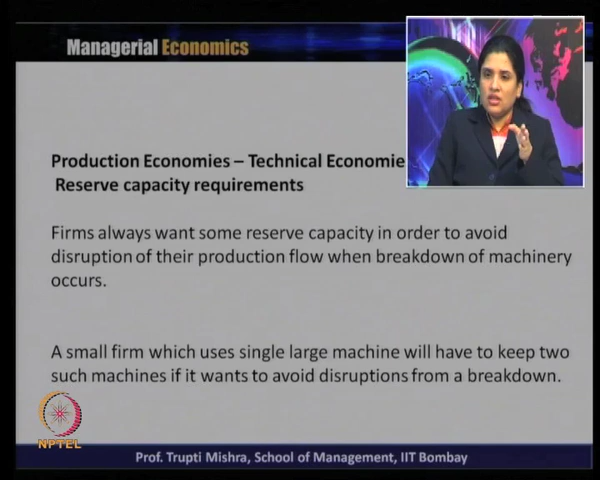 Managerial Economics
Production Economies – Technical Economie
Reserve capacity requirements
Firms always want some reserve capacity in order to avoid
disruption of their production flow when breakdown of machinery
occurs.
A small firm which uses single large machine will have to keep two
such machines if it wants to avoid disruptions from a breakdown.
NPTEL
Prof. Trupti Mishra, School of Management, IIT Bombay